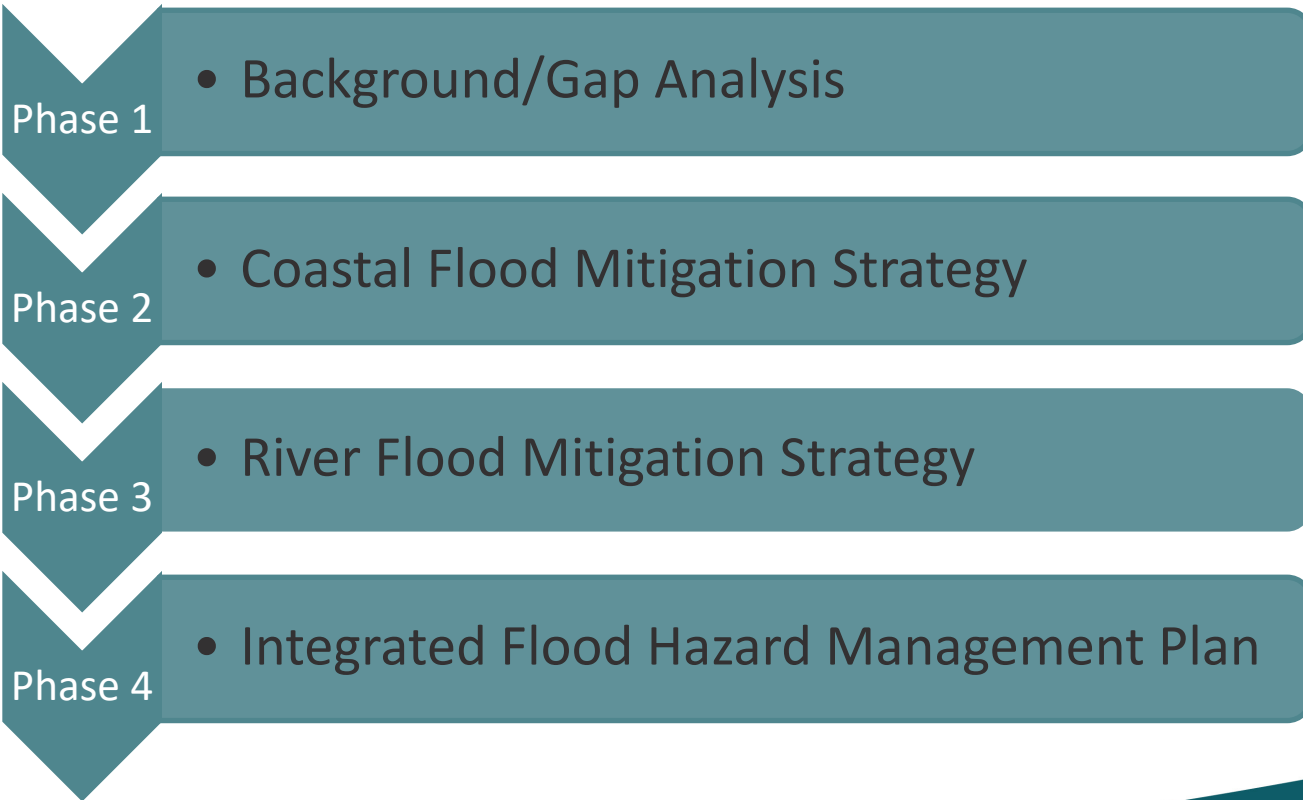 Phase 1
• Background/Gap Analysis
Phase 2
• Coastal Flood Mitigation Strategy
Phase 3
• River Flood Mitigation Strategy
Phase 4
• Integrated Flood Hazard Management Plan